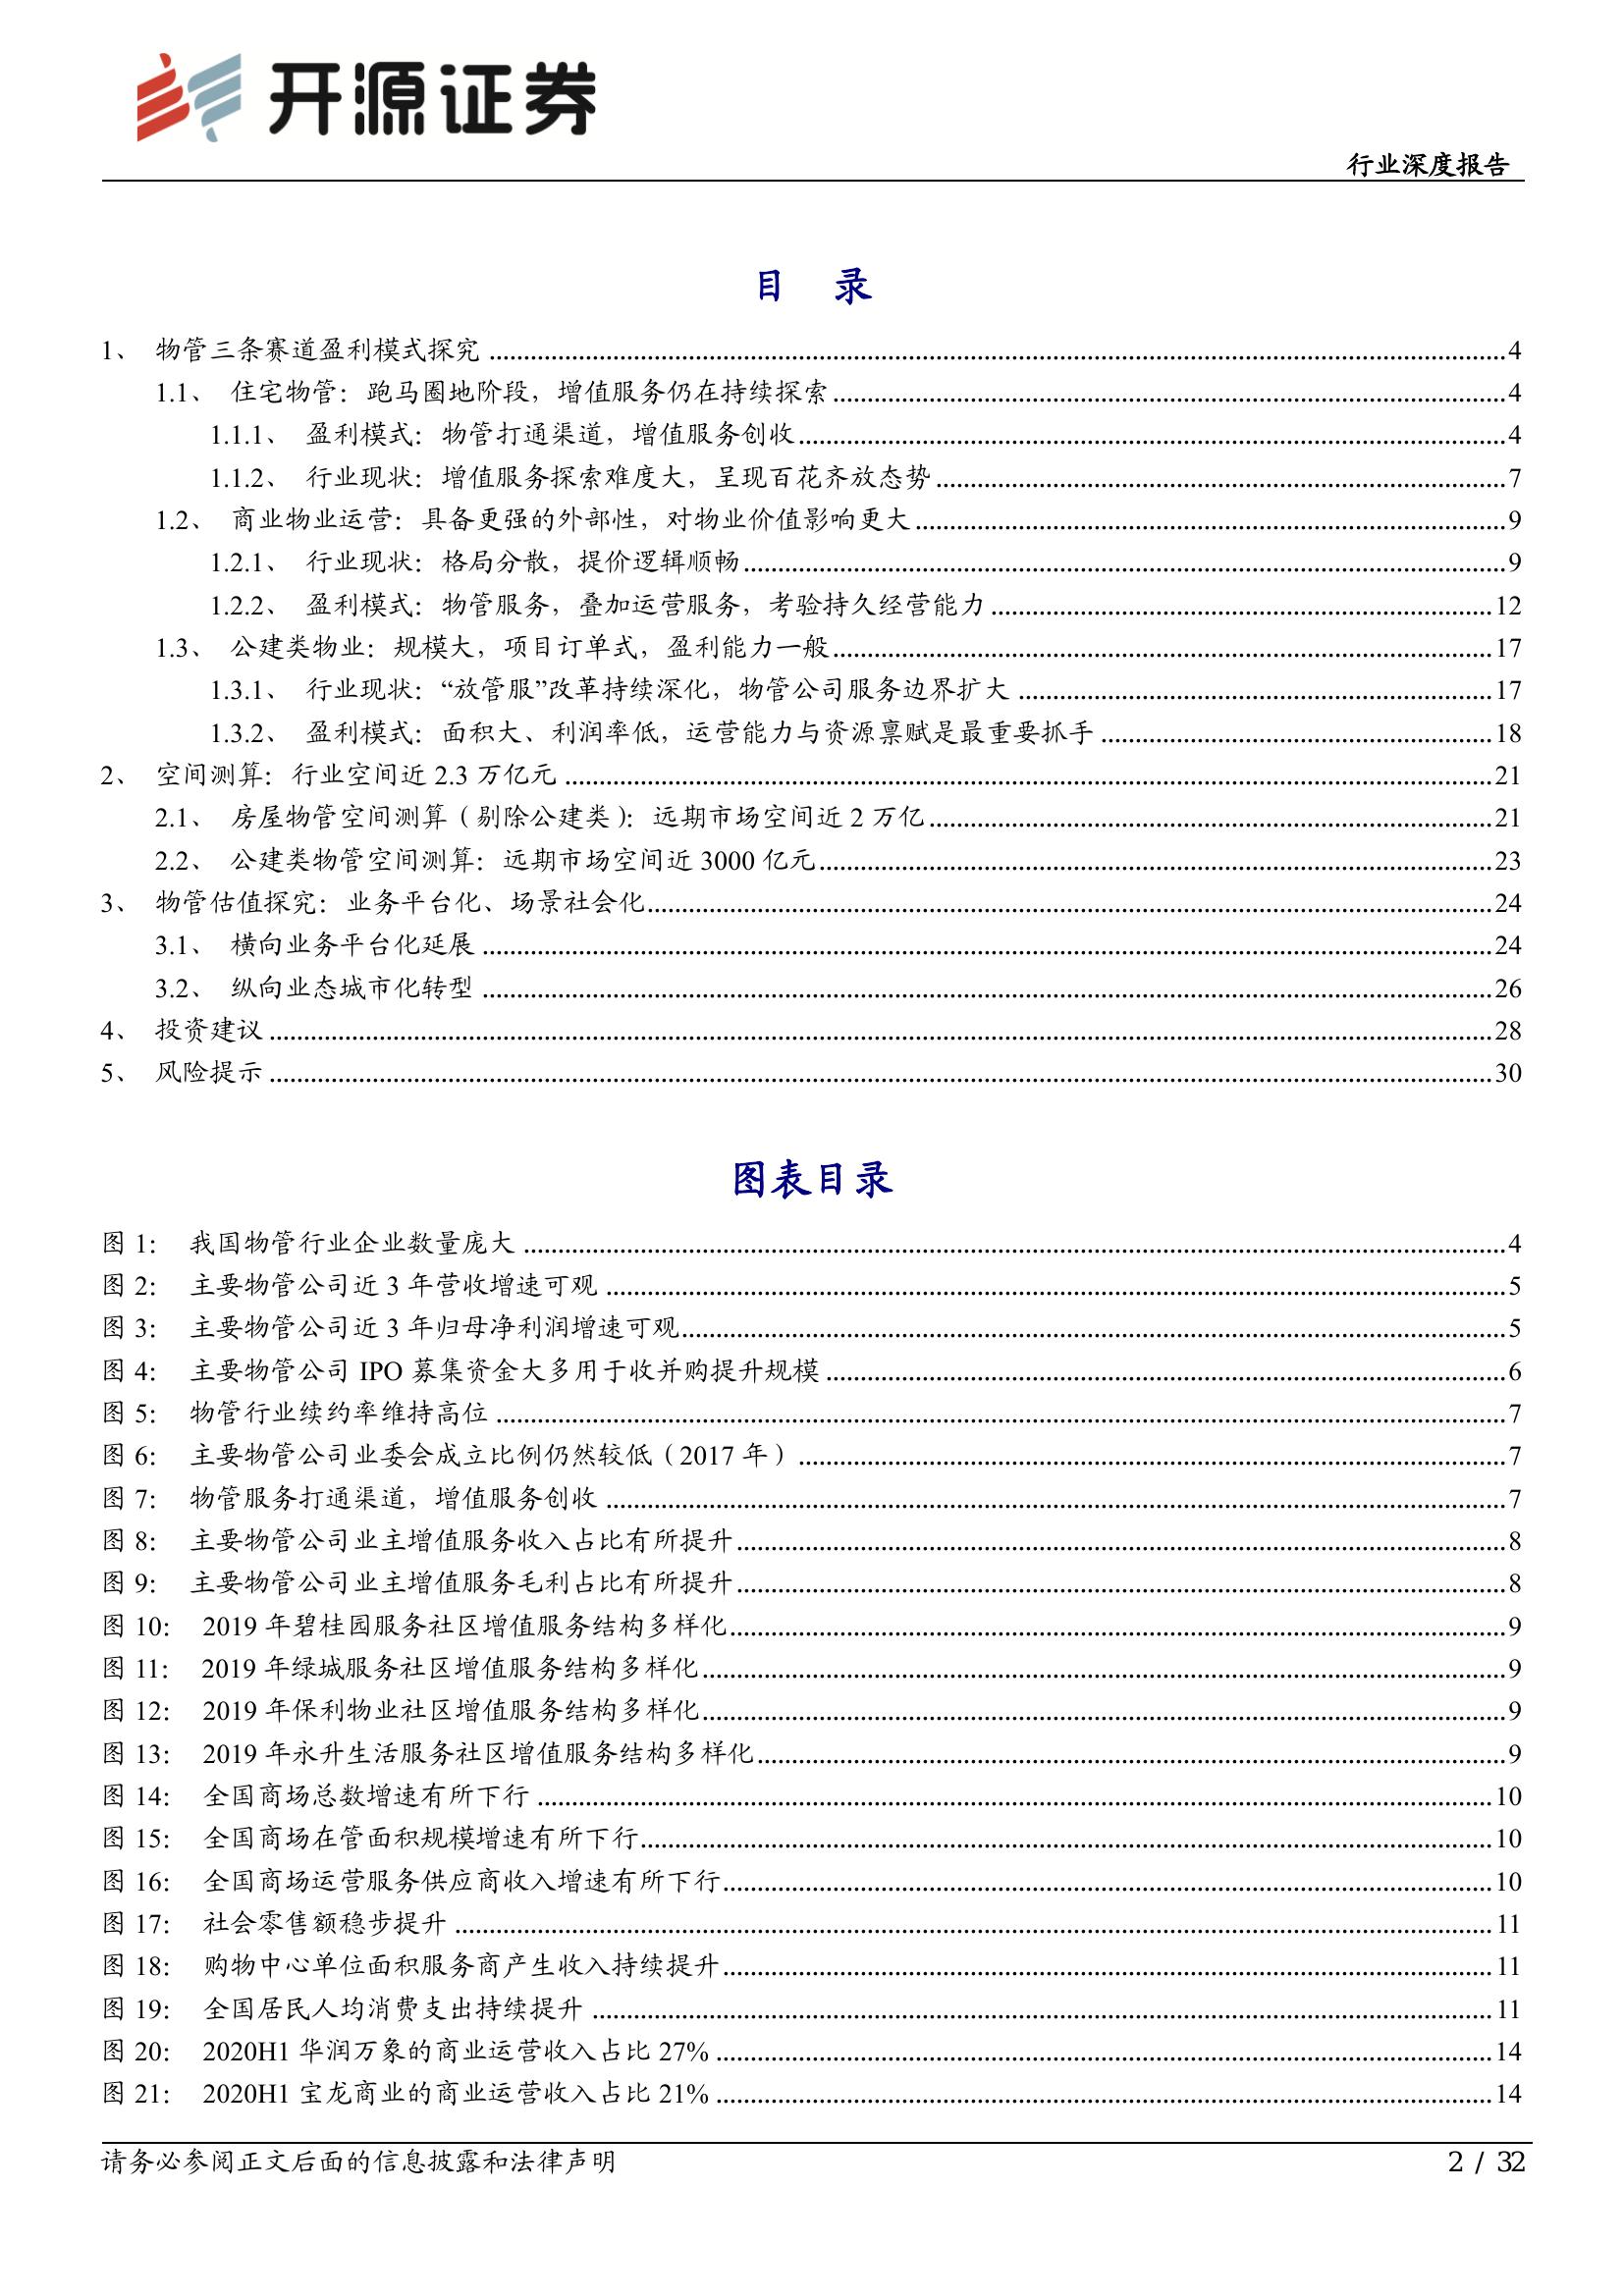 开源证券
行业深度报告
目 录
1、 物管三条赛道盈利模式探究 4
1.1、 住宅物管：跑马圈地阶段，增值服务仍在持续探索 4
1.1.1、 盈利模式：物管打通渠道，增值服务创收 4
1.1.2、 行业现状：增值服务探索难度大，呈现百花齐放态势 7
1.2、 商业物业运营：具备更强的外部性，对物业价值影响更大 9
1.2.1、 行业现状：格局分散，提价逻辑顺畅 9
1.2.2、 盈利模式：物管服务，叠加运营服务，考验持久经营能力 12
1.3、 公建类物业：规模大，项目订单式，盈利能力一般 17
1.3.1、 行业现状：“放管服”改革持续深化，物管公司服务边界扩大 17
1.3.2、 盈利模式：面积大、利润率低，运营能力与资源禀赋是最重要抓手 18
2、 空间测算：行业空间近 2.3 万亿元 21
2.1、 房屋物管空间测算（剔除公建类）：远期市场空间近 2 万亿 21
2.2、 公建类物管空间测算：远期市场空间近 3000 亿元 23
3、 物管估值探究：业务平台化、场景社会化 24
3.1、 横向业务平台化延展 24
3.2、 纵向业态城市化转型 26
4、 投资建议 28
5、 风险提示 30
图表目录
图 1： 我国物管行业企业数量庞大 4
图 2： 主要物管公司近 3 年营收增速可观 5
图 3： 主要物管公司近 3 年归母净利润增速可观 5
图 4： 主要物管公司 IPO 募集资金大多用于收并购提升规模 6
图 5： 物管行业续约率维持高位 7
图 6： 主要物管公司业委会成立比例仍然较低（2017 年） 7
图 7： 物管服务打通渠道，增值服务创收 7
图 8： 主要物管公司业主增值服务收入占比有所提升 8
图 9： 主要物管公司业主增值服务毛利占比有所提升 8
图 10： 2019 年碧桂园服务社区增值服务结构多样化 9
图 11： 2019 年绿城服务社区增值服务结构多样化 9
图 12： 2019 年保利物业社区增值服务结构多样化 9
图 13： 2019 年永升生活服务社区增值服务结构多样化 9
图 14： 全国商场总数增速有所下行 10
图 15： 全国商场在管面积规模增速有所下行 10
图 16： 全国商场运营服务供应商收入增速有所下行 10
图 17： 社会零售额稳步提升 11
图 18： 购物中心单位面积服务商产生收入持续提升 11
图 19： 全国居民人均消费支出持续提升 11
图 20： 2020H1 华润万象的商业运营收入占比 27% 14
图 21： 2020H1 宝龙商业的商业运营收入占比 21% 14
请务必参阅正文后面的信息披露和法律声明 2 / 32